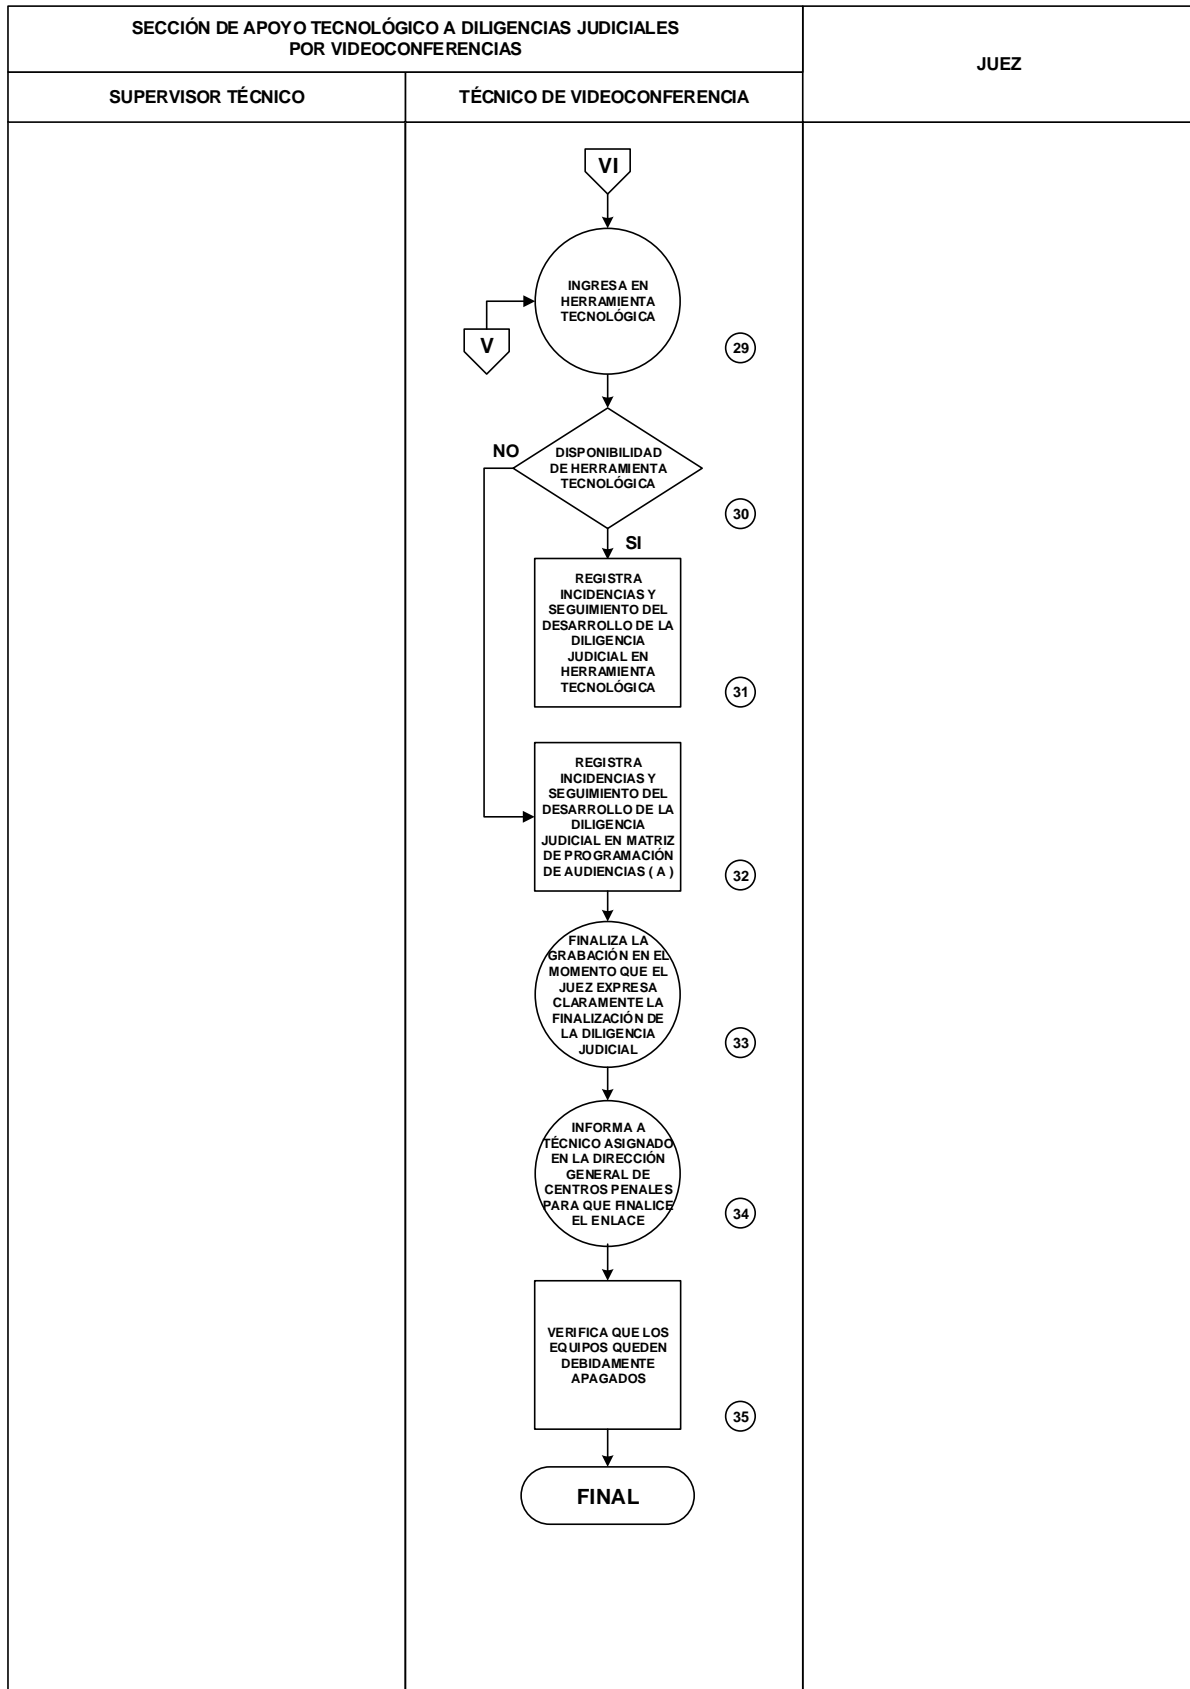 SECCIÓN DE APOYO TECNOLÓGICO A DILIGENCIAS JUDICIALES
POR VIDEOCONFERENCIAS
JUEZ
SUPERVISOR TÉCNICO
TÉCNICO DE VIDEOCONFERENCIA
VI
INGRESA EN
HERRAMIENTA
TECNOLÓGICA
V
29
NO
DISPONIBILIDAD
DE HERRAMIENTA
TECNOLÓGICA
30
SI
REGISTRA
INCIDENCIAS Y
SEGUIMIENTO DEL
DESARROLLO DE LA
DILIGENCIA
JUDICIAL EN
HERRAMIENTA
TECNOLÓGICA
31
REGISTRA
INCIDENCIAS Y
SEGUIMIENTO DEL
DESARROLLO DE LA
DILIGENCIA
JUDICIAL EN MATRIZ
DE PROGRAMACIÓN
DE AUDIENCIAS ( A )
32
FINALIZA LA
GRABACIÓN EN EL
MOMENTO QUE EL
JUEZ EXPRESA
CLARAMENTE LA
FINALIZACIÓN DE
LA DILIGENCIA
JUDICIAL
33
INFORMA A
TÉCNICO ASIGNADO
EN LA DIRECCIÓN
GENERAL DE
CENTROS PENALES
PARA QUE FINALICE
EL ENLACE
34
VERIFICA QUE LOS
EQUIPOS QUEDEN
DEBIDAMENTE
APAGADOS
35
FINAL